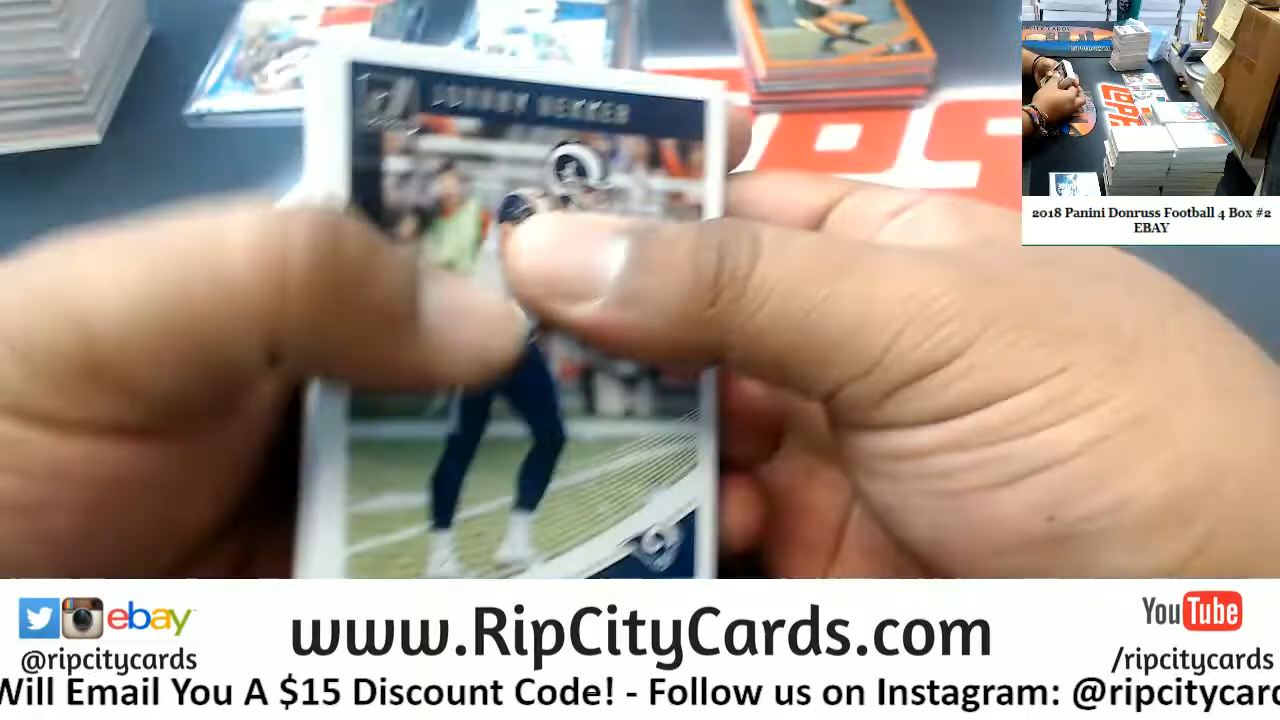 JOHNNY HEKKER
2018 Panini Donruss Football 4 Box #2
EBAY
ebay
@ripcitycards
www.RipCityCards.com
YouTube
/ripcitycards
Will Email You A $15 Discount Code! - Follow us on Instagram: @ripcitycard